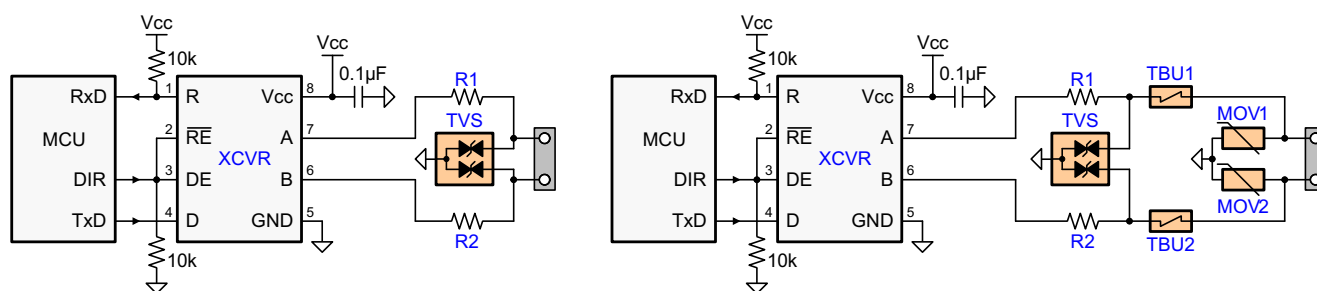 Vcc
10k
Vcc
0.1µF
R1
RxD
1
R
Vcc
8
MCU
2
RE
A
7
TVS
XCVR
DIR
3
DE
B
6
TxD
4
D
GND
5
R2
10k
Vcc
10k
Vcc
0.1µF
R1
TBU1
RxD
1
R
Vcc
8
MOV1
MCU
2
RE
A
7
TVS
XCVR
DIR
3
DE
B
6
MOV2
TxD
4
D
GND
5
R2
TBU2
10k